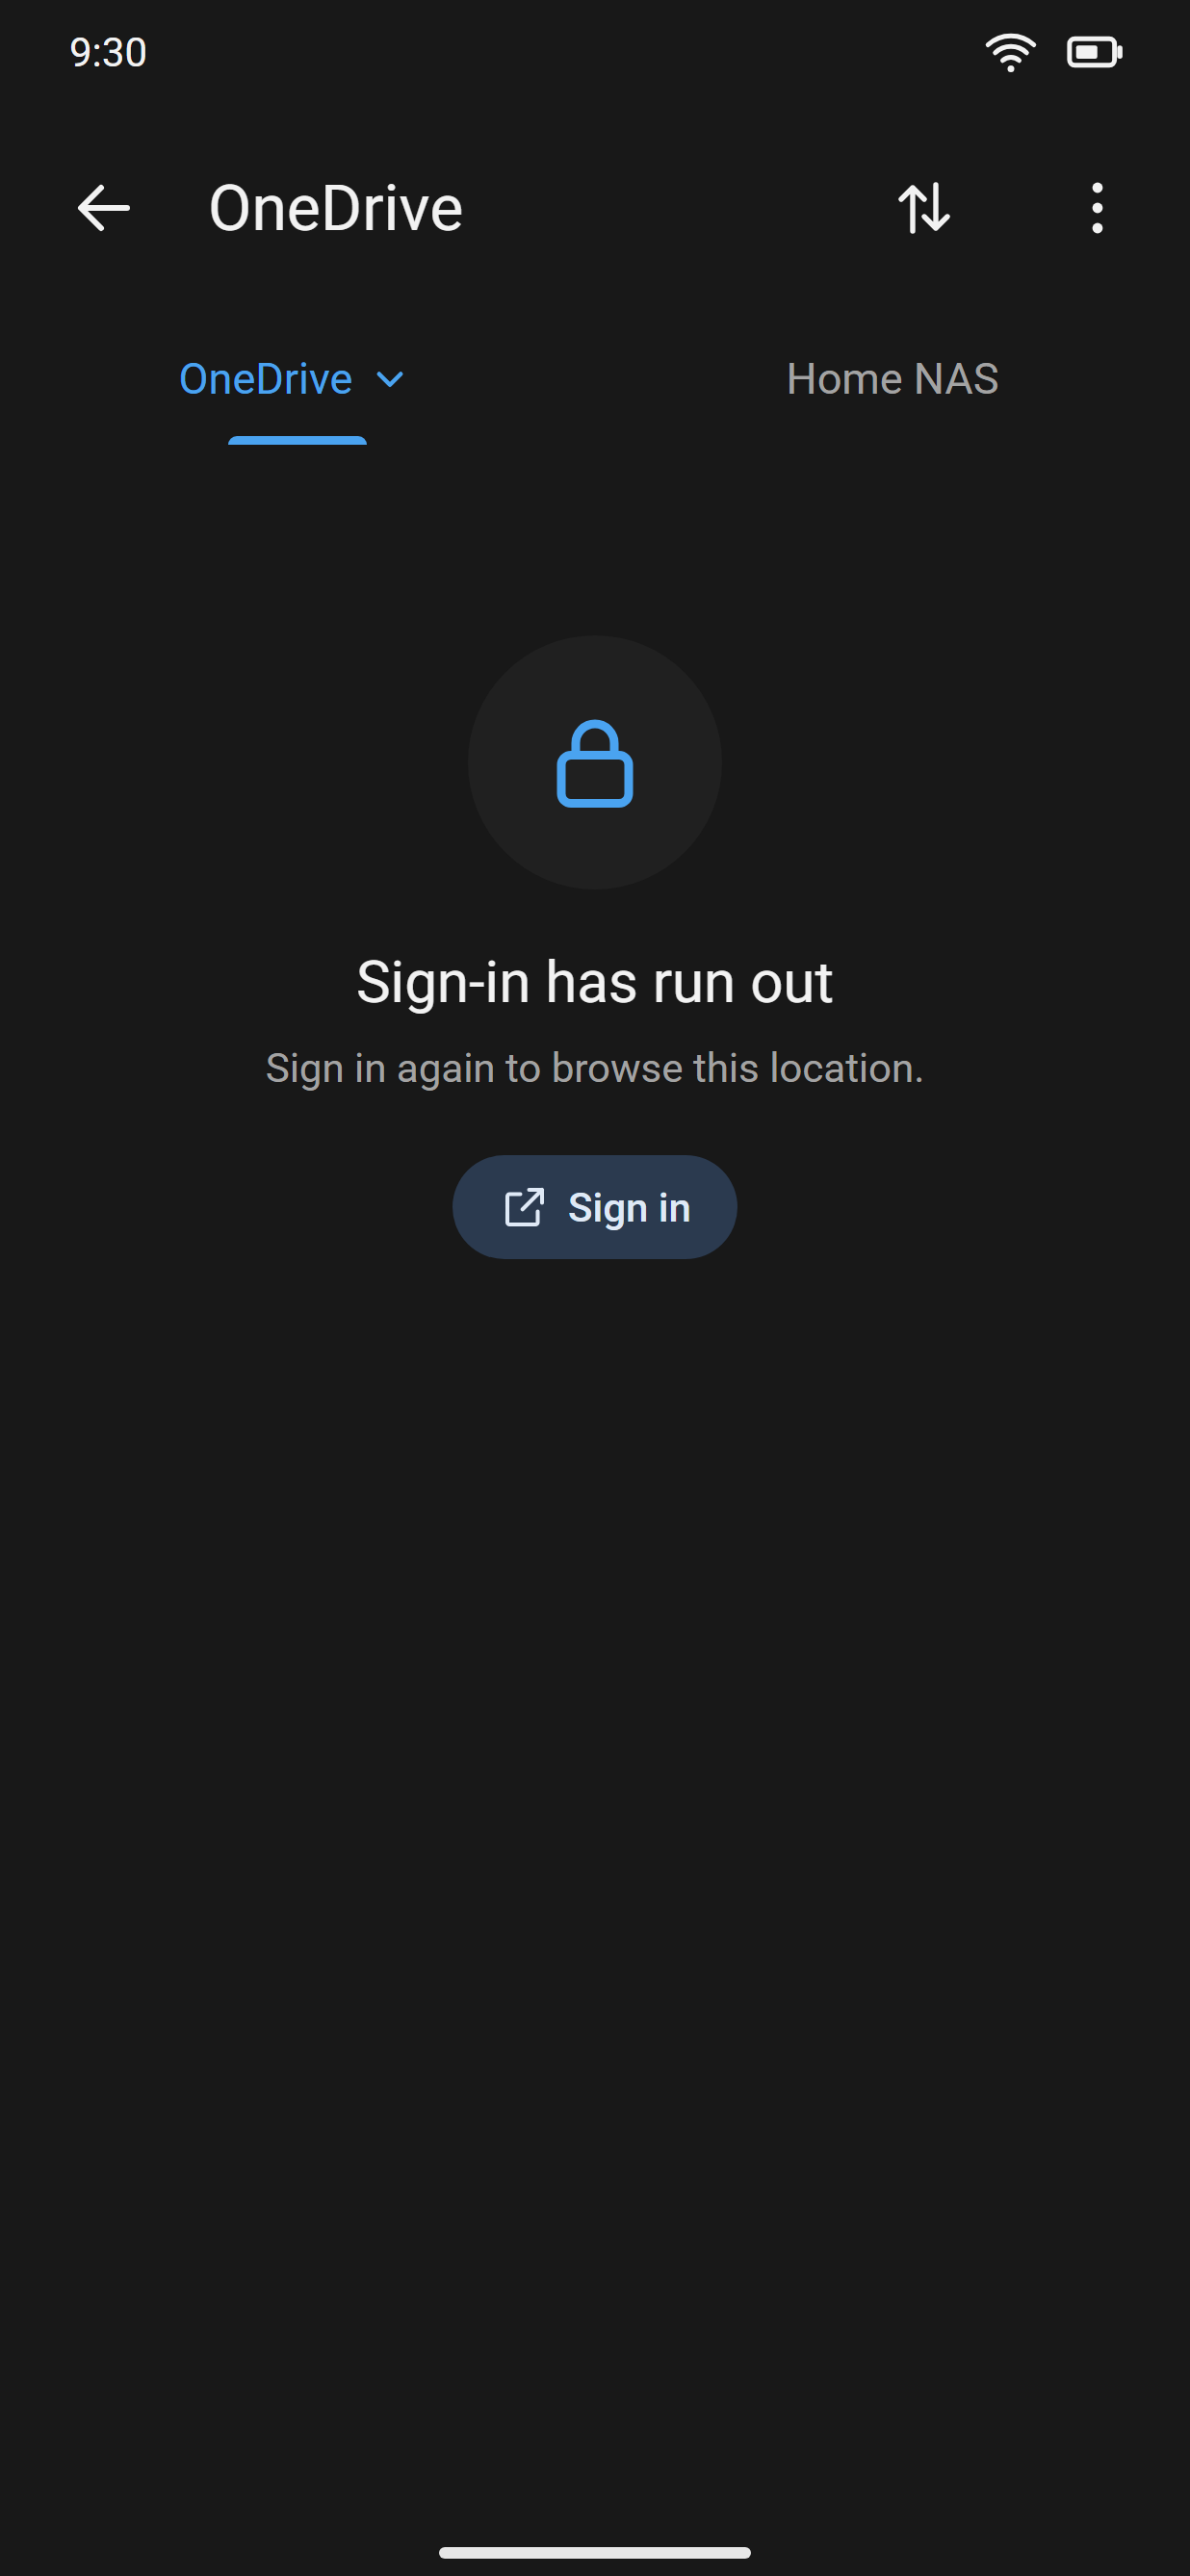 9:30
OneDrive
OneDrive Home NAS
Sign-in has run out
Sign in again to browse this location.
Sign in